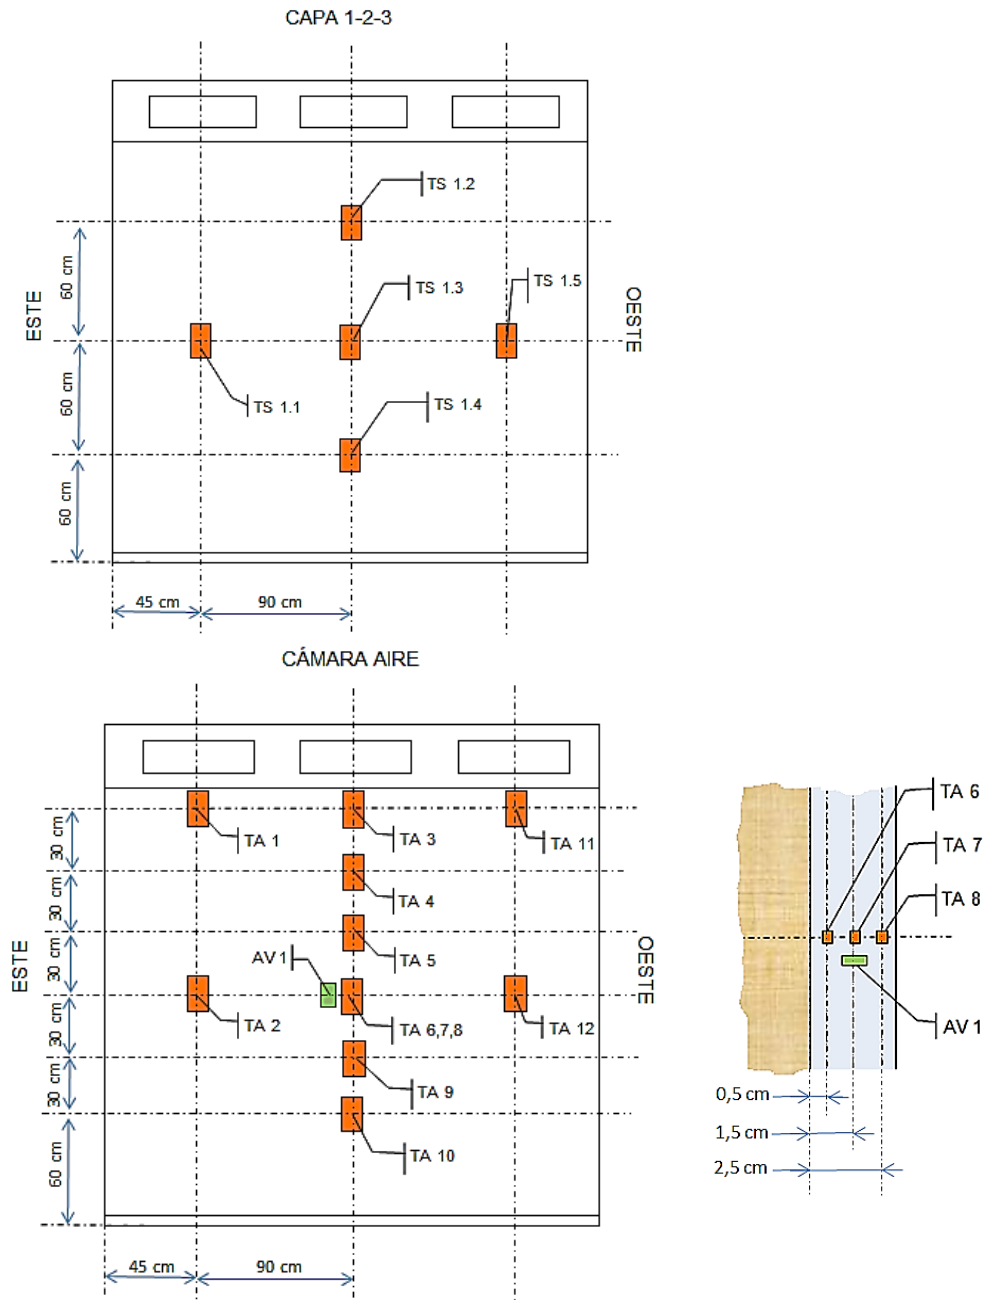 CAPA 1-2-3
TS 1.2
60 cm
TS 1.3
TS 1.5
ESTE
OESTE
60 cm
TS 1.1
TS 1.4
60 cm
45 cm
90 cm
CÁMARA AIRE
30 cm
TA 1
TA 3
TA 11
30 cm
TA 4
30 cm
TA 5
AV 1
ESTE
OESTE
TA 2
TA 6,7,8
TA 12
30 cm
30 cm
TA 9
TA 10
60 cm
45 cm
90 cm
TA 6
TA 7
TA 8
AV 1
0,5 cm
1,5 cm
2,5 cm